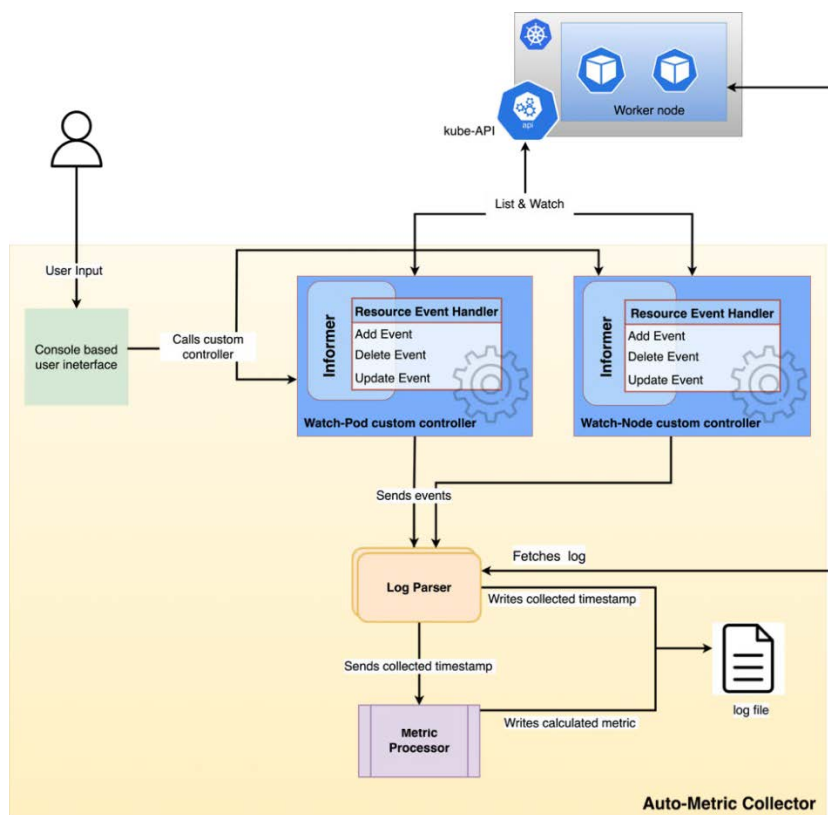 Worker node
api
kube-API
List & Watch
User Input
Console based
user ineterface
Calls custom
controller
Informer
Resource Event Handler
Add Event
Delete Event
Update Event
Watch-Pod custom controller
Informer
Resource Event Handler
Add Event
Delete Event
Update Event
Watch-Node custom controller
Sends events
Fetches log
Log Parser
Writes collected timestamp
Sends collected timestamp
log file
Metric
Processor
Writes calculated metric
Auto-Metric Collector